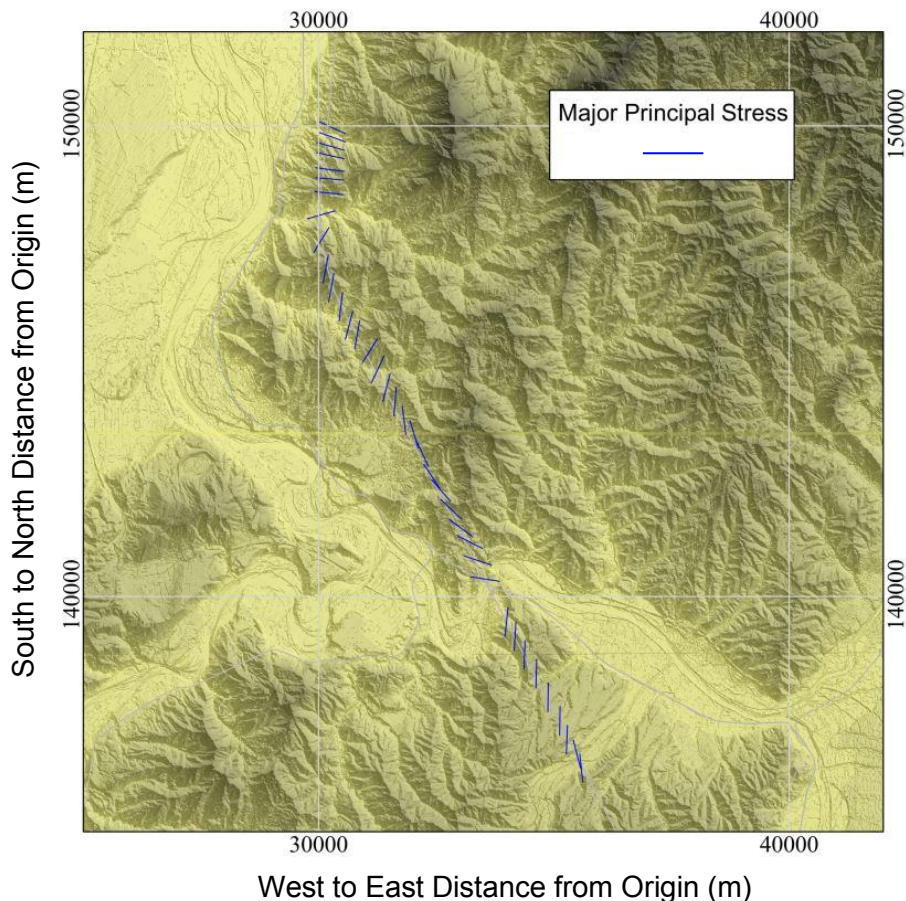 30000 40000
Major Principal Stress
150000 150000
South to North Distance from Origin (m)
140000 140000
30000 40000
West to East Distance from Origin (m)